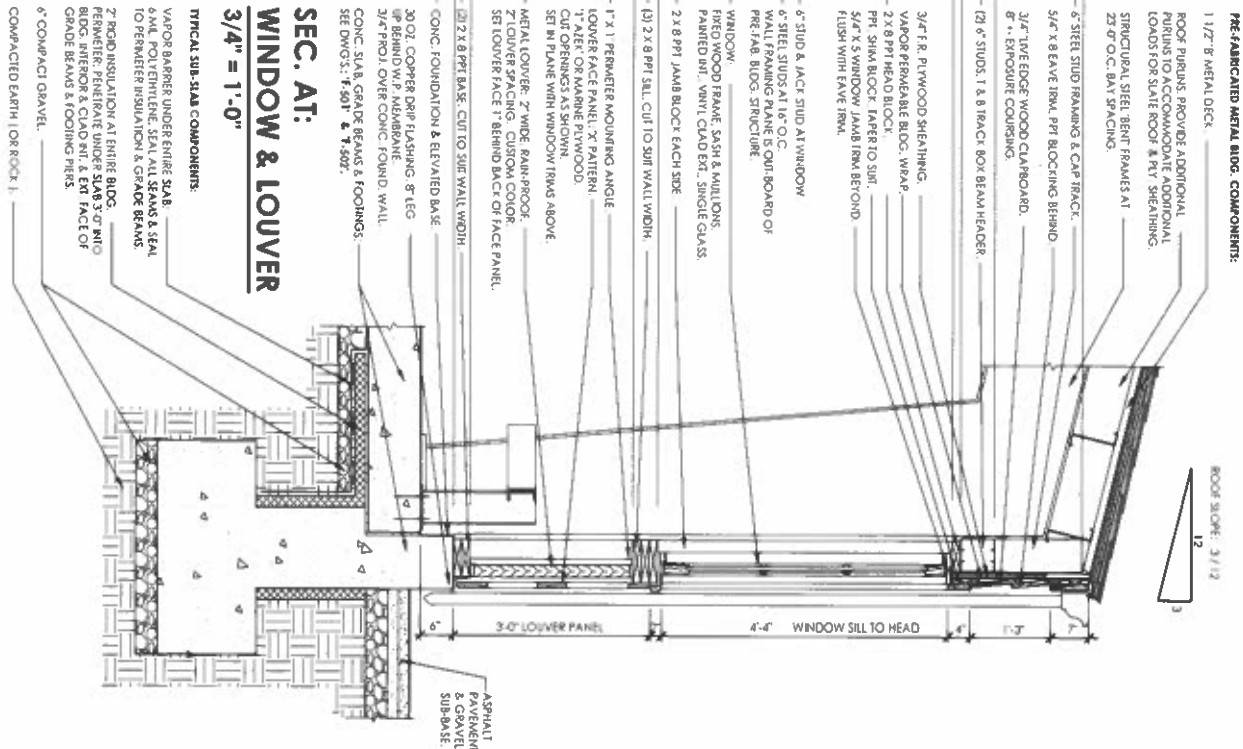 PRE-FABRICATED METAL BLDG. COMPONENTS:
1 1/2" B METAL DECK
ROOF PURLINS. PROVIDE ADDITIONAL
PURLINS TO ACCOMMODATE ADDITIONAL
LOADS FOR SLATE ROOF & KEY SHEATHING.
STRUCTURAL STEEL 'BENT' FRAMES AT
23'-0" O.C., BAY SPACING.
6" STEEL STUD FRAMING & CAP TRACK.
5/4" X 8 EAVE TRIM, PPT BLOCKING BEHIND
3/4" LIVE EDGE WOOD CLAPBOARD.
8" +- EXPOSURE COURSING.
(2) 6" STUDS, T & B TRACK BOX BEAM HEADER.
3/4" F.R. PLYWOOD SHEATHING.
VAPOR PERMEABLE BLDG. WRAP.
2 X 8 PPT HEAD BLOCK.
PPT. SHIM BLOCK, TAPER TO SUIT.
5/4" X 5 WINDOW JAMB TRIM BEYOND,
FLUSH WITH EAVE TRIM.
6" STUD & JACK STUD AT WINDOW
6" STEEL STUDS AT 16" O.C.
WALL FRAMING PLANE IS OUT-BOARD OF
PRE-FAB. BLDG. STRUCTURE.
WINDOW:
FIXED WOOD FRAME, SASH & MULLIONS.
PAINTED INT., VINYL CLAD EXT., SINGLE GLASS.
2 X 8 PPT JAMB BLOCK EACH SIDE
(3) 2 X 8 PPT SILL, CUT TO SUIT WALL WIDTH.
1" X 1" PERIMETER MOUNTING ANGLE
LOUVER FACE PANEL: 'X' PATTERN
'1" AZEK' OR MARINE PLYWOOD.
CUT OPENINGS AS SHOWN.
SET IN PLANE WITH WINDOW TRIMS ABOVE.
METAL LOUVER: 2" WIDE, RAIN-PROOF.
2" LOUVER SPACING. CUSTOM COLOR.
SET LOUVER FACE 1" BEHIND BACK OF FACE PANEL.
(2) 2 X 8 PPT BASE, CUT TO SUIT WALL WIDTH
CONC. FOUNDATION & ELEVATED BASE
30 OZ. COPPER DRIP FLASHING. 8" LEG
UP BEHIND W.P. MEMBRANE.
3/4" PROJ. OVER CONC. FOUND. WALL
CONC. SLAB, GRADE BEAMS & FOOTINGS.
SEE DWG'S.: 'F-501' & 'F-502'.
SEC. AT:
WINDOW & LOUVER
3/4" = 1'-0"
TYPICAL SUB-SLAB COMPONENTS:
VAPOR BARRIER UNDER ENTIRE SLAB:
6 MIL. POLYETHYLENE, SEAL ALL SEAMS & SEAL
TO PERIMETER INSULATION & GRADE BEAMS.
2" RIGID INSULATION AT ENTIRE BLDG.
PERIMETER: PENETRATE UNDER SLAB 3'-0" INTO
BLDG. INTERIOR & CLAD INT. & EXT. FACE OF
GRADE BEAMS & FOOTING PIERS.
6" COMPACT GRAVEL.
COMPACTED EARTH ( OR ROCK ).
ROOF SLOPE: 3 / 12
12
3
6"
3'-0" LOUVER PANEL
4'-4" WINDOW SILL TO HEAD
4"
1'-3"
7"
ASPHALT
PAVEMENT
& GRAVEL
SUB-BASE.